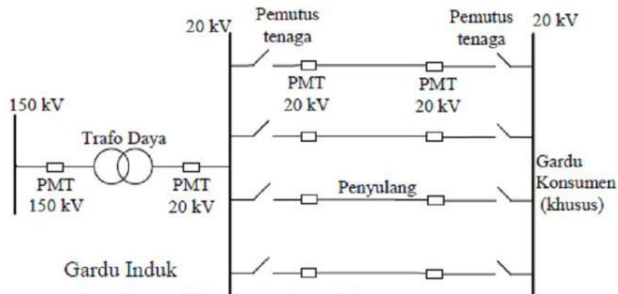 20 kV
Pemutus
tenaga
Pemutus
tenaga
20 kV
PMT
20 kV
PMT
20 kV
150 kV
Trafo Daya
PMT
150 kV
PMT
20 kV
Penyulang
Gardu
Konsumen
(khusus)
Gardu Induk